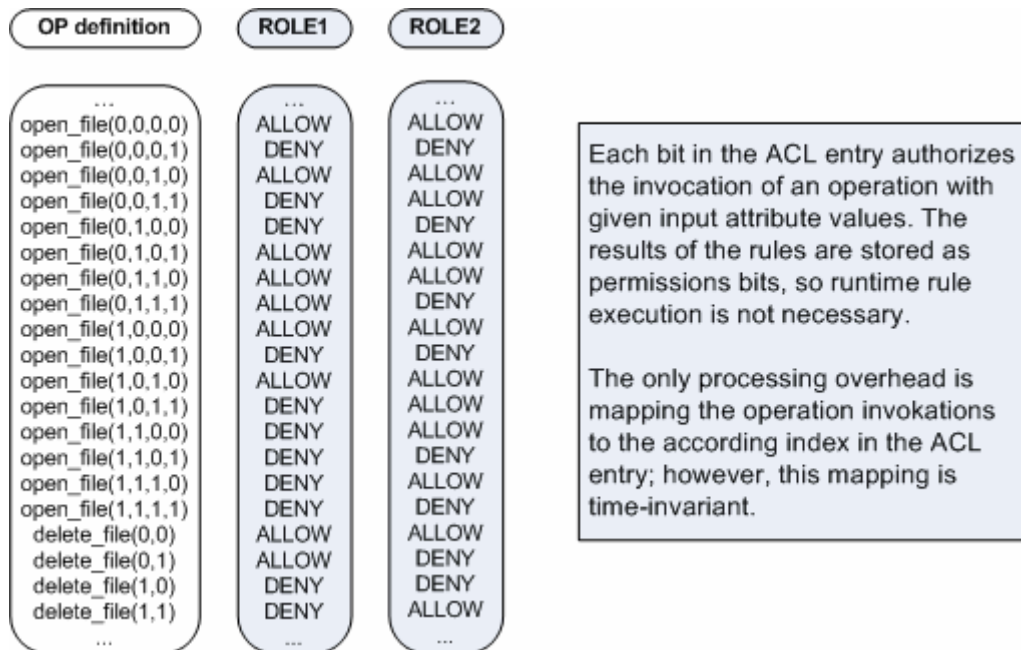 OP definition ROLE1 ROLE2
... ... ...
open_file(0,0,0,0) ALLOW ALLOW
open_file(0,0,0,1) DENY DENY
open_file(0,0,1,0) ALLOW ALLOW
open_file(0,0,1,1) DENY ALLOW
open_file(0,1,0,0) DENY DENY
open_file(0,1,0,1) ALLOW ALLOW
open_file(0,1,1,0) ALLOW ALLOW
open_file(0,1,1,1) ALLOW DENY
open_file(1,0,0,0) ALLOW ALLOW
open_file(1,0,0,1) DENY DENY
open_file(1,0,1,0) ALLOW ALLOW
open_file(1,0,1,1) DENY ALLOW
open_file(1,1,0,0) DENY ALLOW
open_file(1,1,0,1) DENY DENY
open_file(1,1,1,0) DENY ALLOW
open_file(1,1,1,1) DENY DENY
delete_file(0,0) ALLOW ALLOW
delete_file(0,1) ALLOW DENY
delete_file(1,0) DENY DENY
delete_file(1,1) DENY ALLOW
... ... ...
Each bit in the ACL entry authorizes
the invocation of an operation with
given input attribute values. The
results of the rules are stored as
permissions bits, so runtime rule
execution is not necessary.
The only processing overhead is
mapping the operation invokations
to the according index in the ACL
entry; however, this mapping is
time-invariant.